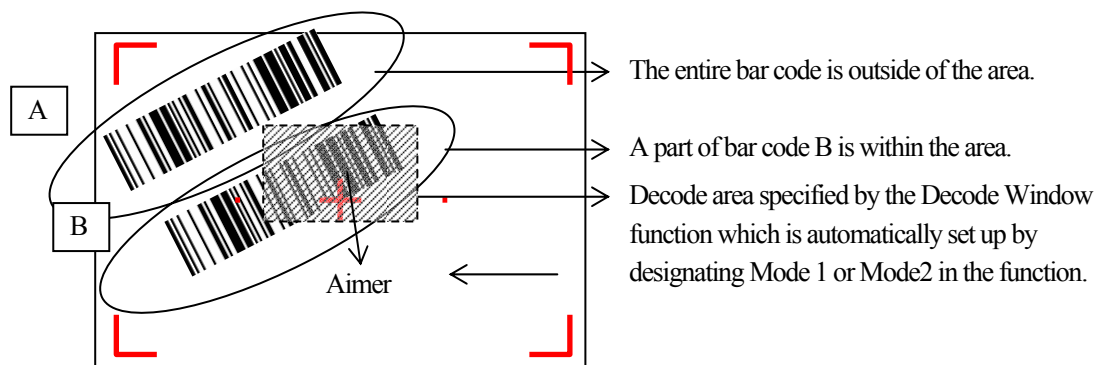 The entire bar code is outside of the area.
A
A part of bar code B is within the area.
Decode area specified by the Decode Window
B
function which is automatically set up by
designating Mode 1 or Mode2 in the function.
Aimer